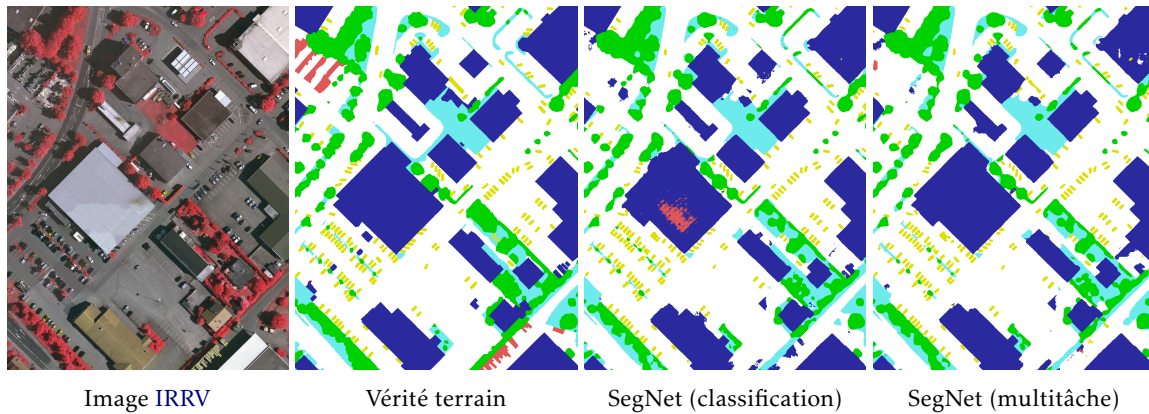 Image IRRV
Vérité terrain
SegNet (classification)
SegNet (multitâche)